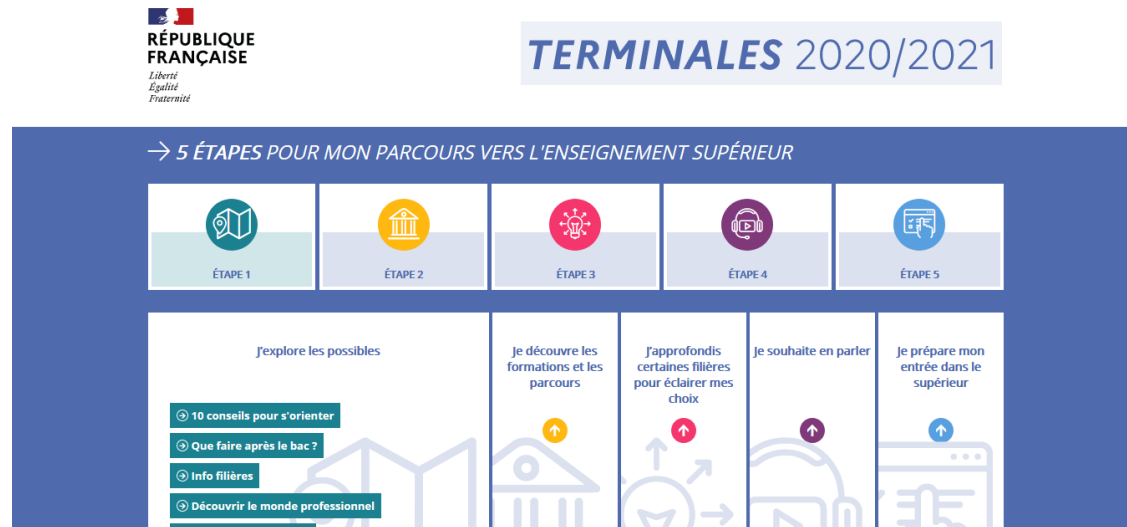 RÉPUBLIQUE
FRANÇAISE
Liberté
Égalité
Fraternité
TERMINALES 2020/2021
→ 5 ÉTAPES POUR MON PARCOURS VERS L'ENSEIGNEMENT SUPÉRIEUR
ÉTAPE 1
ÉTAPE 2
ÉTAPE 3
ÉTAPE 4
ÉTAPE 5
J'explore les possibles
10 conseils pour s'orienter
Que faire après le bac ?
Info filières
Découvrir le monde professionnel
Je découvre les
formations et les
parcours
J'approfondis
certaines filières
pour éclairer mes
choix
Je souhaite en parler
Je prépare mon
entrée dans le
supérieur